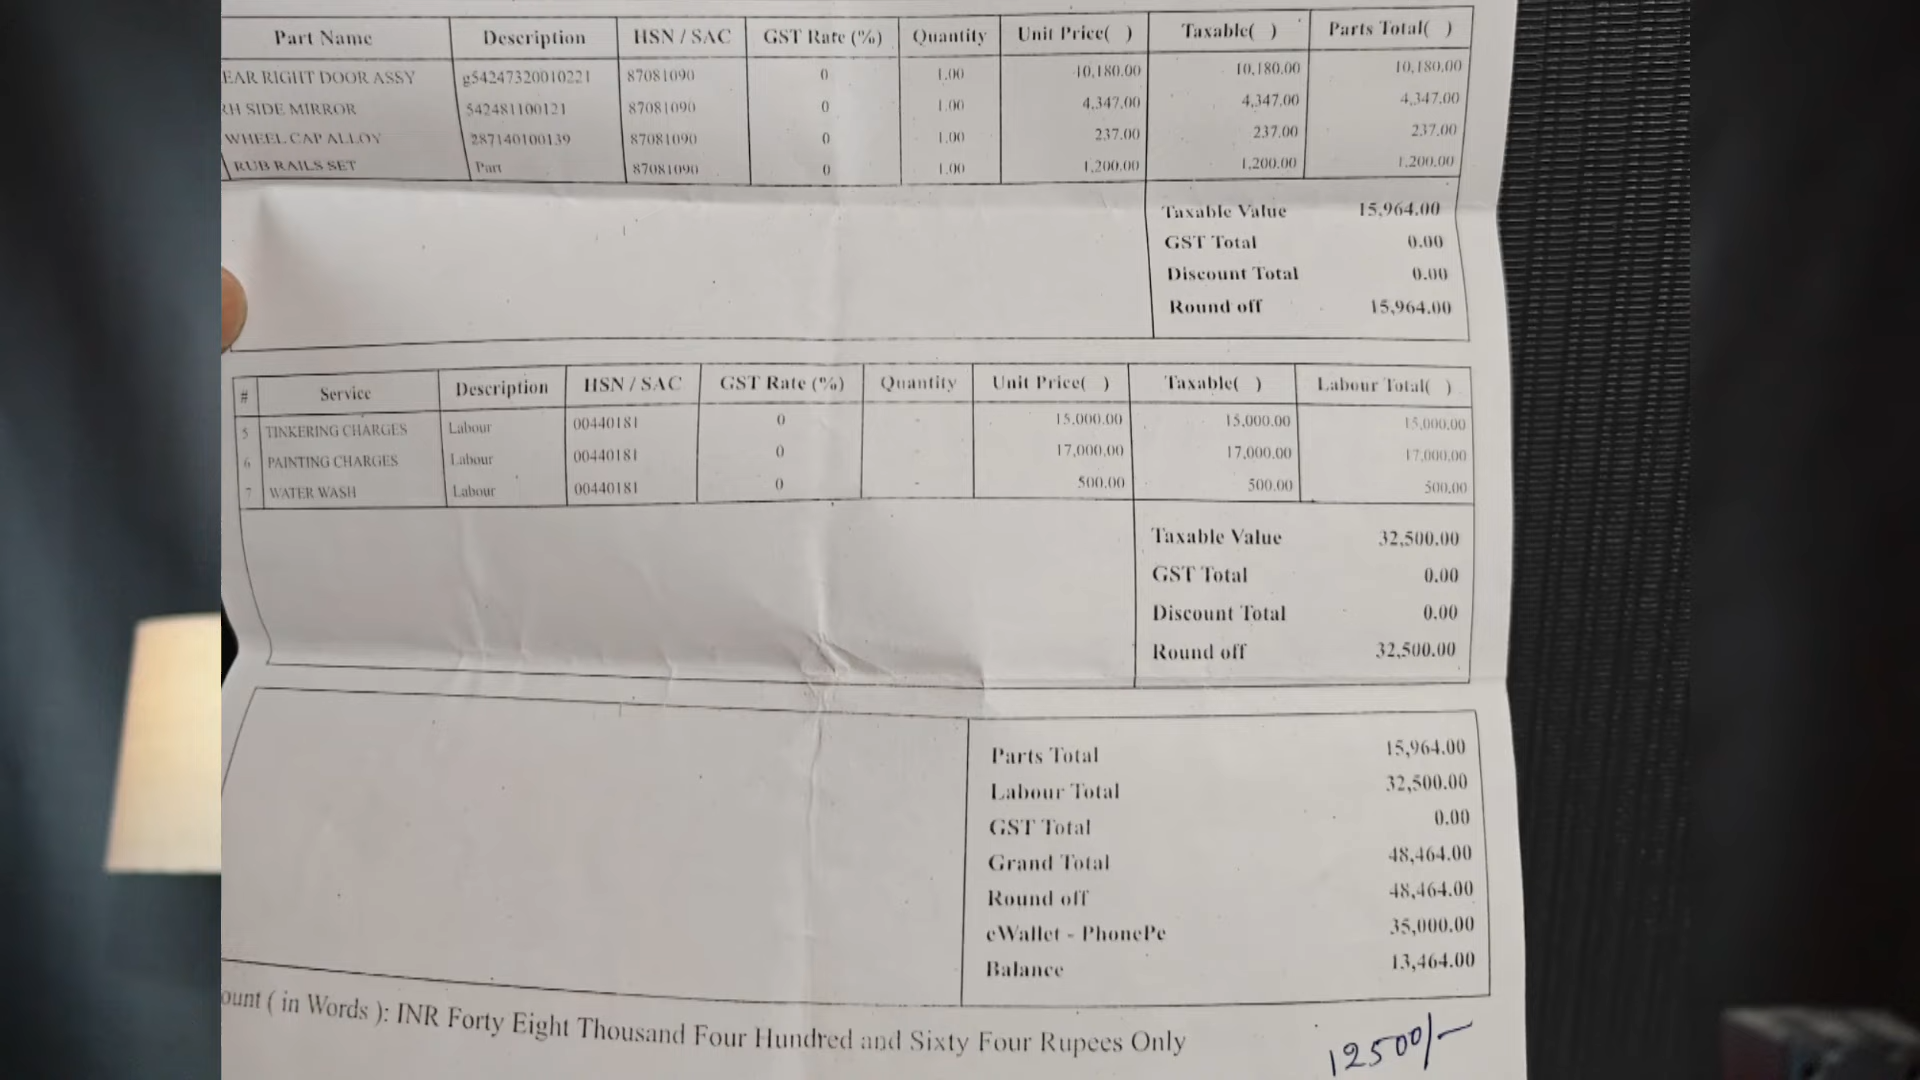 Part Name Description HSN / SAC GST Rate (%) Quantity Unit Price( ) Taxable( ) Parts Total( )
EAR RIGHT DOOR ASSY g54247320010221 87081090 0 1.00 10,180.00 10,180.00 10,180.00
RH SIDE MIRROR 542481100121 87081090 0 1.00 4,347.00 4,347.00 4,347.00
WHEEL CAP ALLOY 287140100139 87081090 0 1.00 237.00 237.00 237.00
RUB RAILS SET Part 87081090 0 1.00 1,200.00 1,200.00 1,200.00
Taxable Value 15,964.00
GST Total 0.00
Discount Total 0.00
Round off 15,964.00
# Service Description HSN / SAC GST Rate (%) Quantity Unit Price( ) Taxable( ) Labour Total( )
5 TINKERING CHARGES Labour 00440181 0 - 15,000.00 15,000.00 15,000.00
6 PAINTING CHARGES Labour 00440181 0 - 17,000.00 17,000.00 17,000.00
7 WATER WASH Labour 00440181 0 - 500.00 500.00 500.00
Taxable Value 32,500.00
GST Total 0.00
Discount Total 0.00
Round off 32,500.00
Parts Total 15,964.00
Labour Total 32,500.00
GST Total 0.00
Grand Total 48,464.00
Round off 48,464.00
eWallet - PhonePe 35,000.00
Balance 13,464.00
ount ( in Words ): INR Forty Eight Thousand Four Hundred and Sixty Four Rupees Only
12500/-